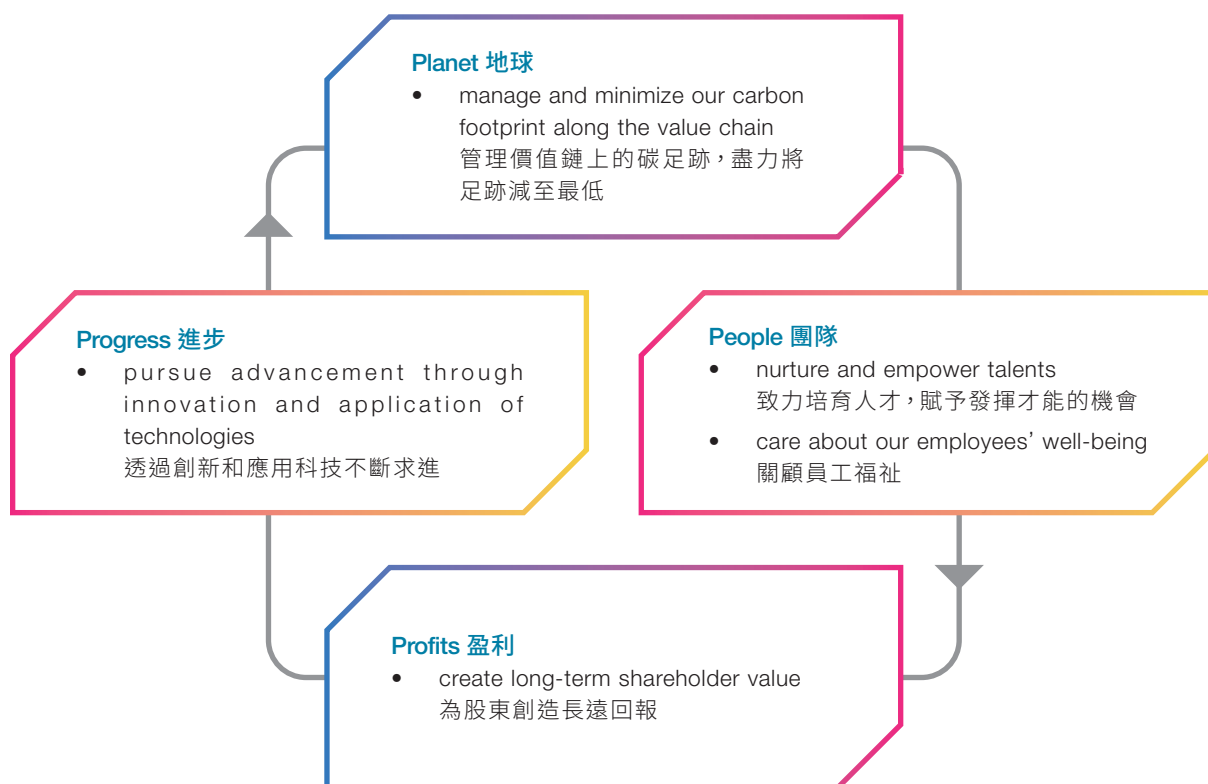 Planet 地球
• manage and minimize our carbon
footprint along the value chain
管理價值鏈上的碳足跡，盡力將
足跡減至最低
Progress 進步
• pursue advancement through
innovation and application of
technologies
透過創新和應用科技不斷求進
People 團隊
• nurture and empower talents
致力培育人才，賦予發揮才能的機會
• care about our employees’ well-being
關顧員工福祉
Profits 盈利
• create long-term shareholder value
為股東創造長遠回報